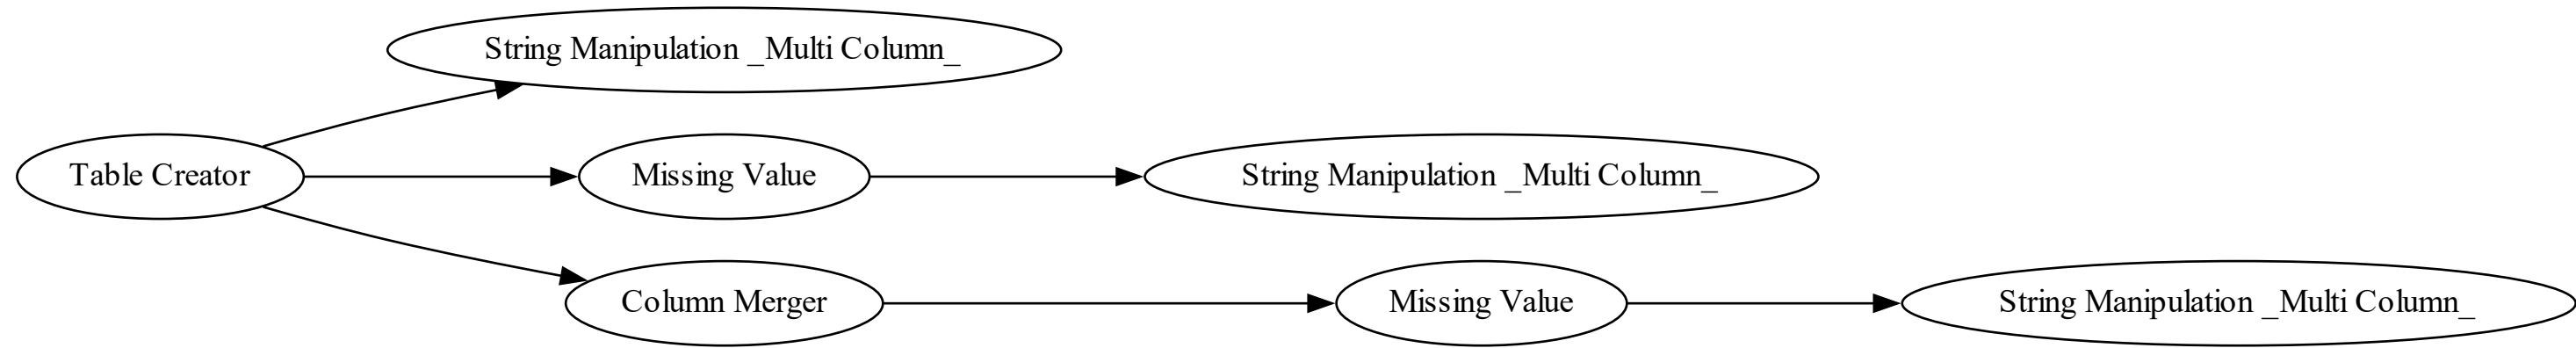 String Manipulation _Multi Column_
Table Creator
Missing Value
String Manipulation _Multi Column_
Column Merger
Missing Value
String Manipulation _Multi Column_